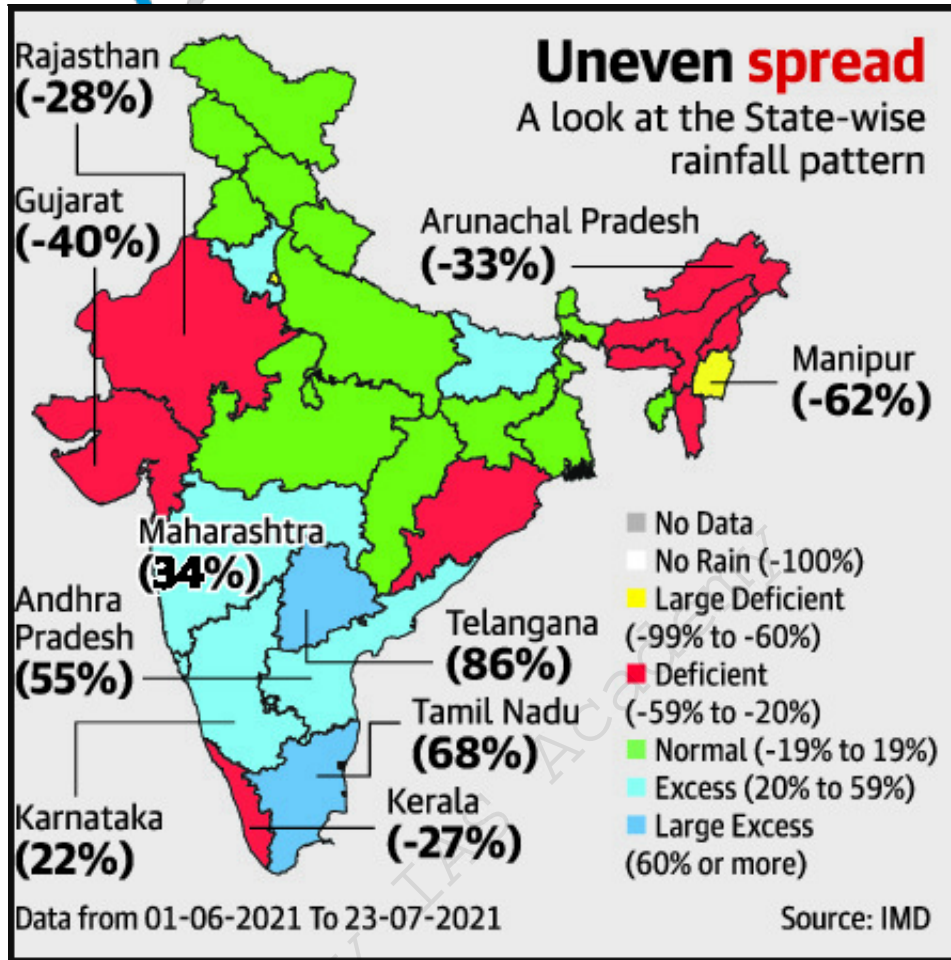 Uneven spread
A look at the State-wise
rainfall pattern
Rajasthan
(-28%)
Gujarat
(-40%)
Arunachal Pradesh
(-33%)
Manipur
(-62%)
Maharashtra
(34%)
Andhra
Pradesh
(55%)
Telangana
(86%)
Tamil Nadu
(68%)
Karnataka
(22%)
Kerala
(-27%)
No Data
No Rain (-100%)
Large Deficient
(-99% to -60%)
Deficient
(-59% to -20%)
Normal (-19% to 19%)
Excess (20% to 59%)
Large Excess
(60% or more)
Data from 01-06-2021 To 23-07-2021
Source: IMD
IAS Academy